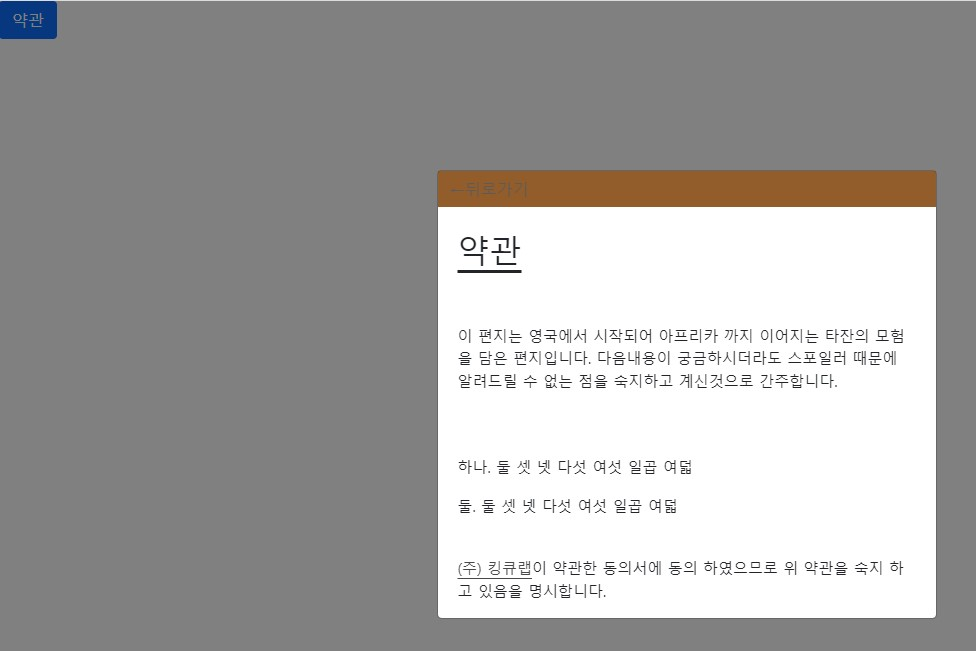 약관
←뒤로가기
약관
이 편지는 영국에서 시작되어 아프리카 까지 이어지는 타잔의 모험
을 담은 편지입니다. 다음내용이 궁금하시더라도 스포일러 때문에
알려드릴 수 없는 점을 숙지하고 계신것으로 간주합니다.
하나. 둘 셋 넷 다섯 여섯 일곱 여덟
둘. 둘 셋 넷 다섯 여섯 일곱 여덟
(주) 킹큐랩이 약관한 동의서에 동의 하였으므로 위 약관을 숙지 하
고 있음을 명시합니다.